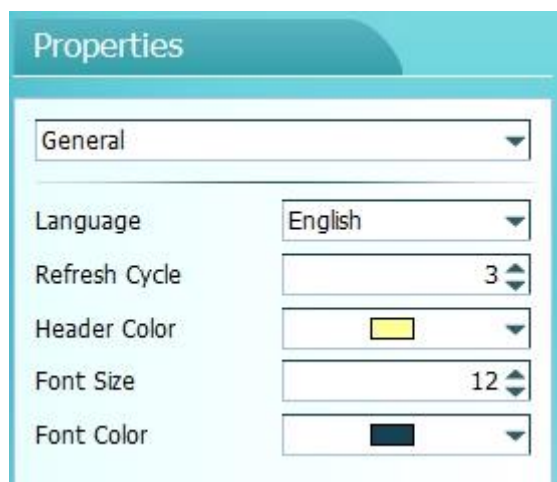 Properties
General
Language English
Refresh Cycle 3
Header Color
Font Size 12
Font Color